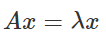 Ax = λx